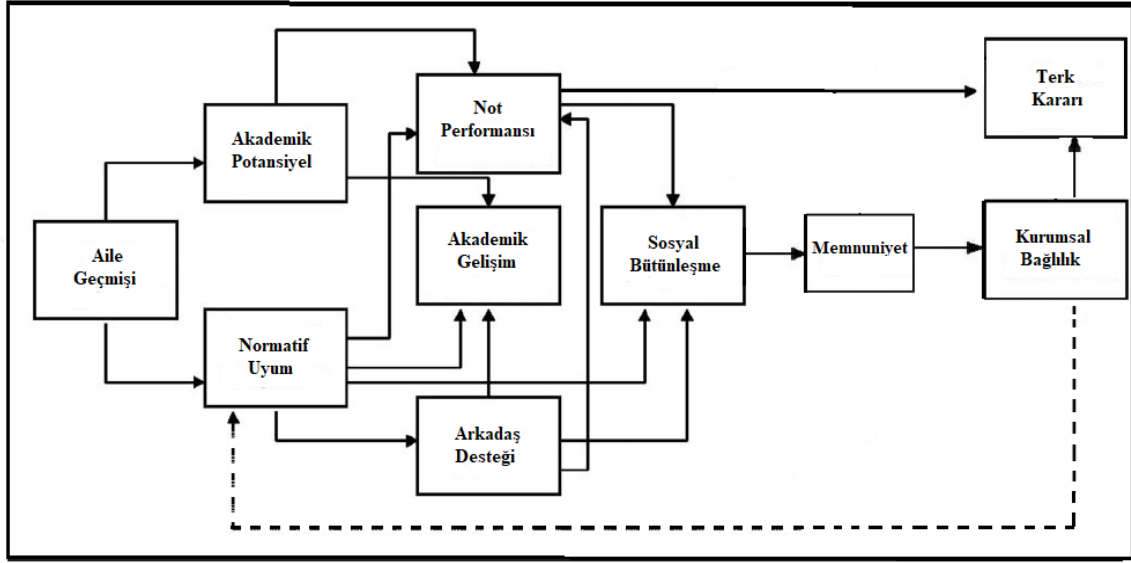 Terk
Kararı
Not
Performansı
Akademik
Potansiyel
Aile
Geçmişi
Akademik
Gelişim
Sosyal
Bütünleşme
Memnuniyet
Kurumsal
Bağlılık
Normatif
Uyum
Arkadaş
Desteği